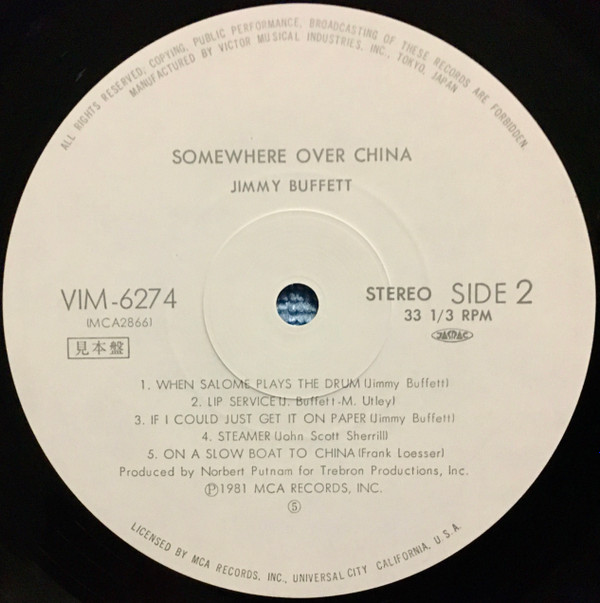 ALL RIGHTS RESERVED; COPYING, PUBLIC PERFORMANCE, BROADCASTING OF THESE RECORDS ARE FORBIDDEN.
MANUFACTURED BY VICTOR MUSICAL INDUSTRIES, INC., TOKYO, JAPAN
SOMEWHERE OVER CHINA
JIMMY BUFFETT
VIM-6274
(MCA28661
見本盤
STEREO SIDE 2
33 1/3 RPM
JASRAC
1. WHEN SALOME PLAYS THE DRUM(Jimmy Buffett)
2. LIP SERVICE(J. Buffett-M. Utley)
3. IF I COULD JUST GET IT ON PAPER(Jimmy Buffett)
4. STEAMER(John Scott Sherrill)
5. ON A SLOW BOAT TO CHINA(Frank Loesser)
Produced by Norbert Putnam for Trebron Productions, Inc.
Ⓟ1981 MCA RECORDS, INC.
⑤
LICENSED BY MCA RECORDS, INC., UNIVERSAL CITY CALIFORNIA, U.S.A.